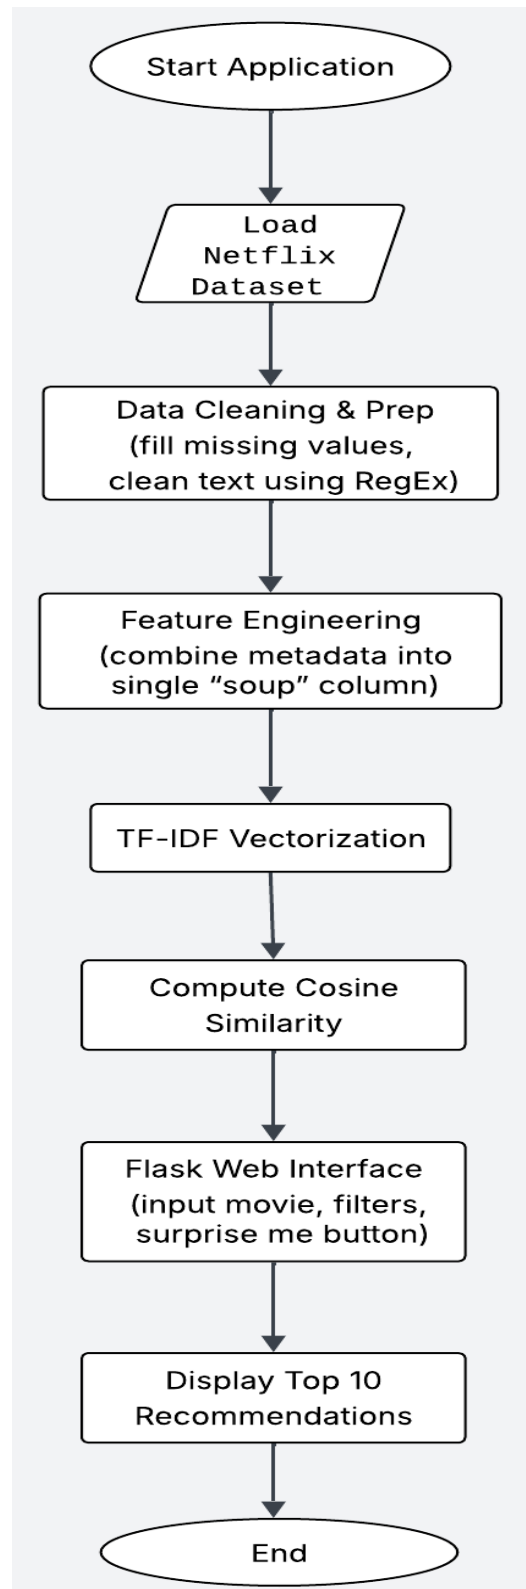 Start Application
Load
Netflix
Dataset
Data Cleaning & Prep
(fill missing values,
clean text using RegEx)
Feature Engineering
(combine metadata into
single “soup” column)
TF-IDF Vectorization
Compute Cosine
Similarity
Flask Web Interface
(input movie, filters,
surprise me button)
Display Top 10
Recommendations
End